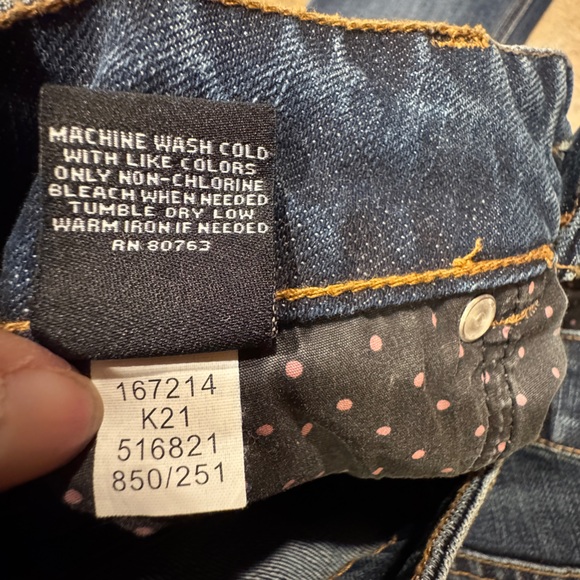 MACHINE WASH COLD
WITH LIKE COLORS
ONLY NON-CHLORINE
BLEACH WHEN NEEDED
TUMBLE DRY LOW
WARM IRON IF NEEDED
RN 80763
167214
K21
516821
850/251